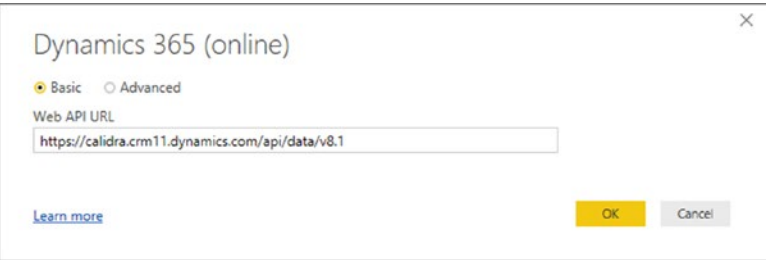 Dynamics 365 (online)
Basic Advanced
Web API URL
https://calidra.crm11.dynamics.com/api/data/v8.1
Learn more OK Cancel